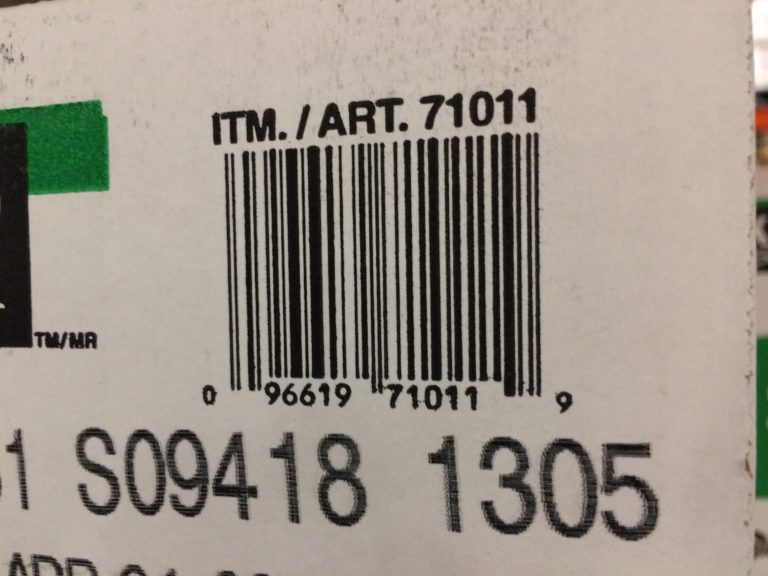 ITM. / ART. 71011
TM/MR
0 96619 71011 9
S09418 1305